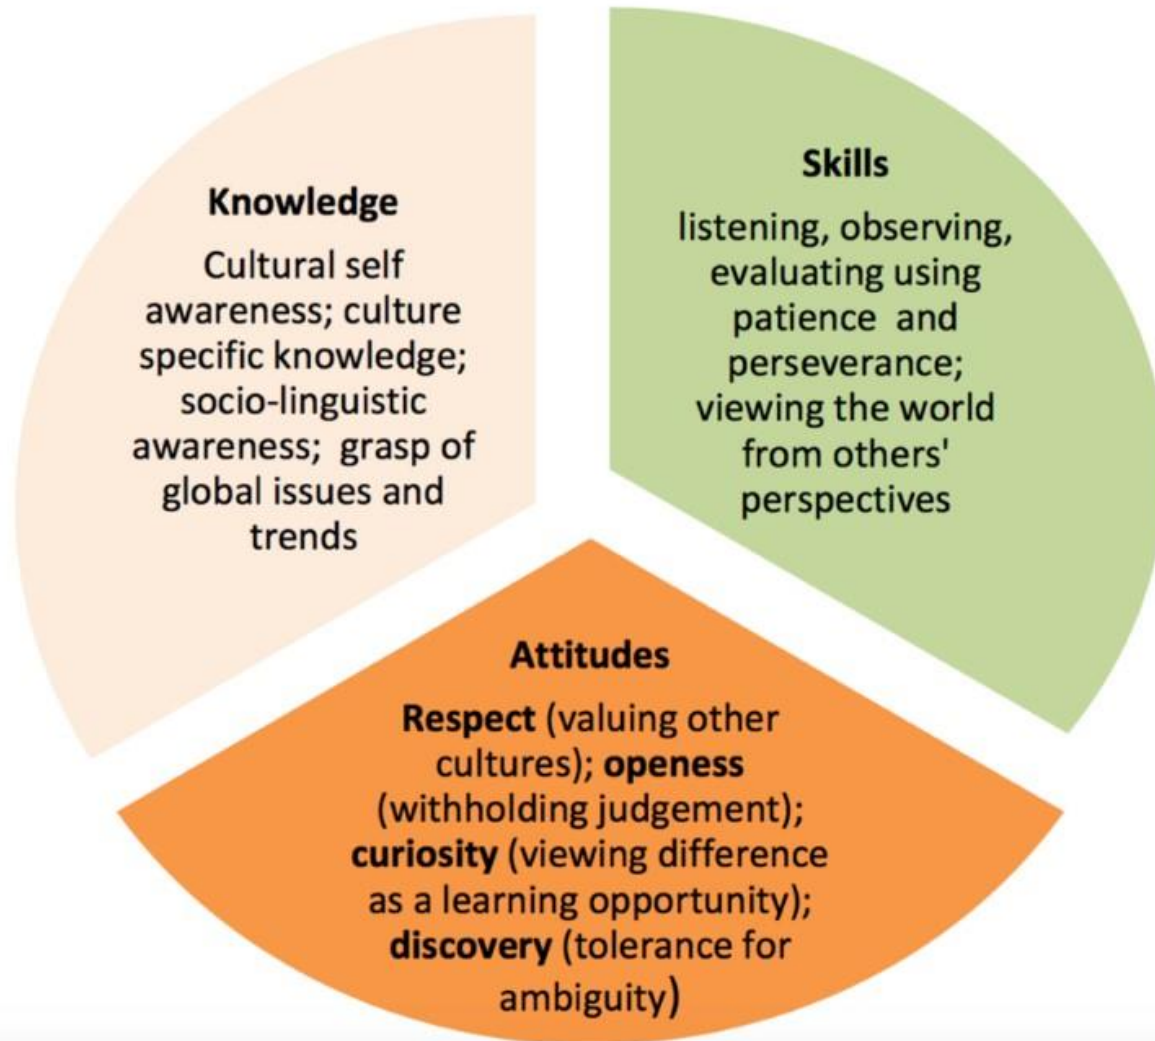 Knowledge
Cultural self
awareness; culture
specific knowledge;
socio-linguistic
awareness;  grasp of
global issues and
trends
Skills
listening, observing,
evaluating using
patience  and
perseverance;
viewing the world
from others'
perspectives
Attitudes
Respect (valuing other
cultures); openess
(withholding judgement);
curiosity (viewing difference
as a learning opportunity);
discovery (tolerance for
ambiguity)